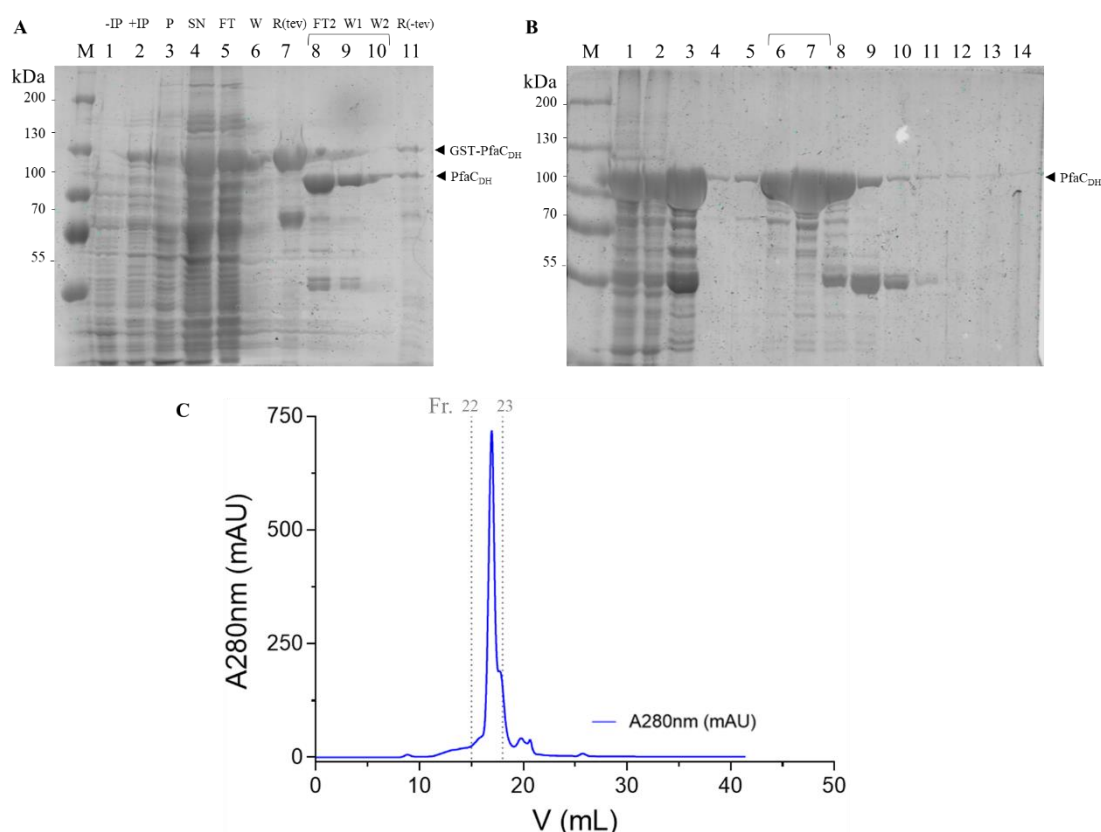 A
-IP +IP P SN FT W R(tev) FT2 W1 W2 R(-tev)
M 1 2 3 4 5 6 7 8 9 10 11
kDa
200
130
100
70
55
GST-PfaCDH
PfaCDH
B
M 1 2 3 4 5 6 7 8 9 10 11 12 13 14
kDa
200
130
100
70
55
PfaCDH
C
Fr. 22 23
750
500
250
0
A280nm (mAU)
A280nm (mAU)
0 10 20 30 40 50
V (mL)